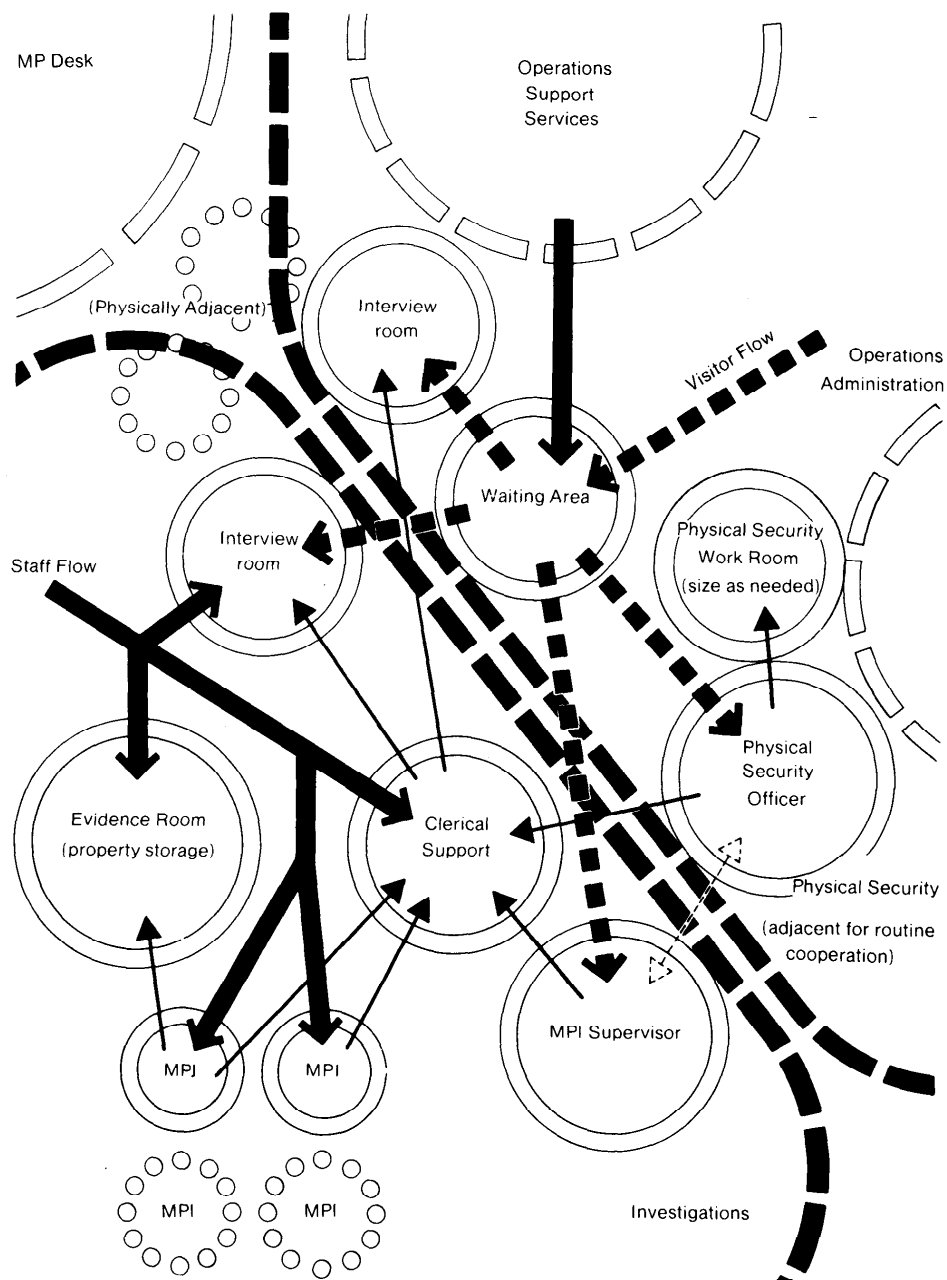 MP Desk
Operations
Support
Services
(Physically Adjacent)
Interview
room
Visitor Flow
Operations
Administration
Waiting Area
Interview
room
Physical Security
Work Room
(size as needed)
Staff Flow
Physical
Security
Officer
Evidence Room
(property storage)
Clerical
Support
Physical Security
(adjacent for routine
cooperation)
MPI Supervisor
MPI
MPI
MPI
MPI
Investigations